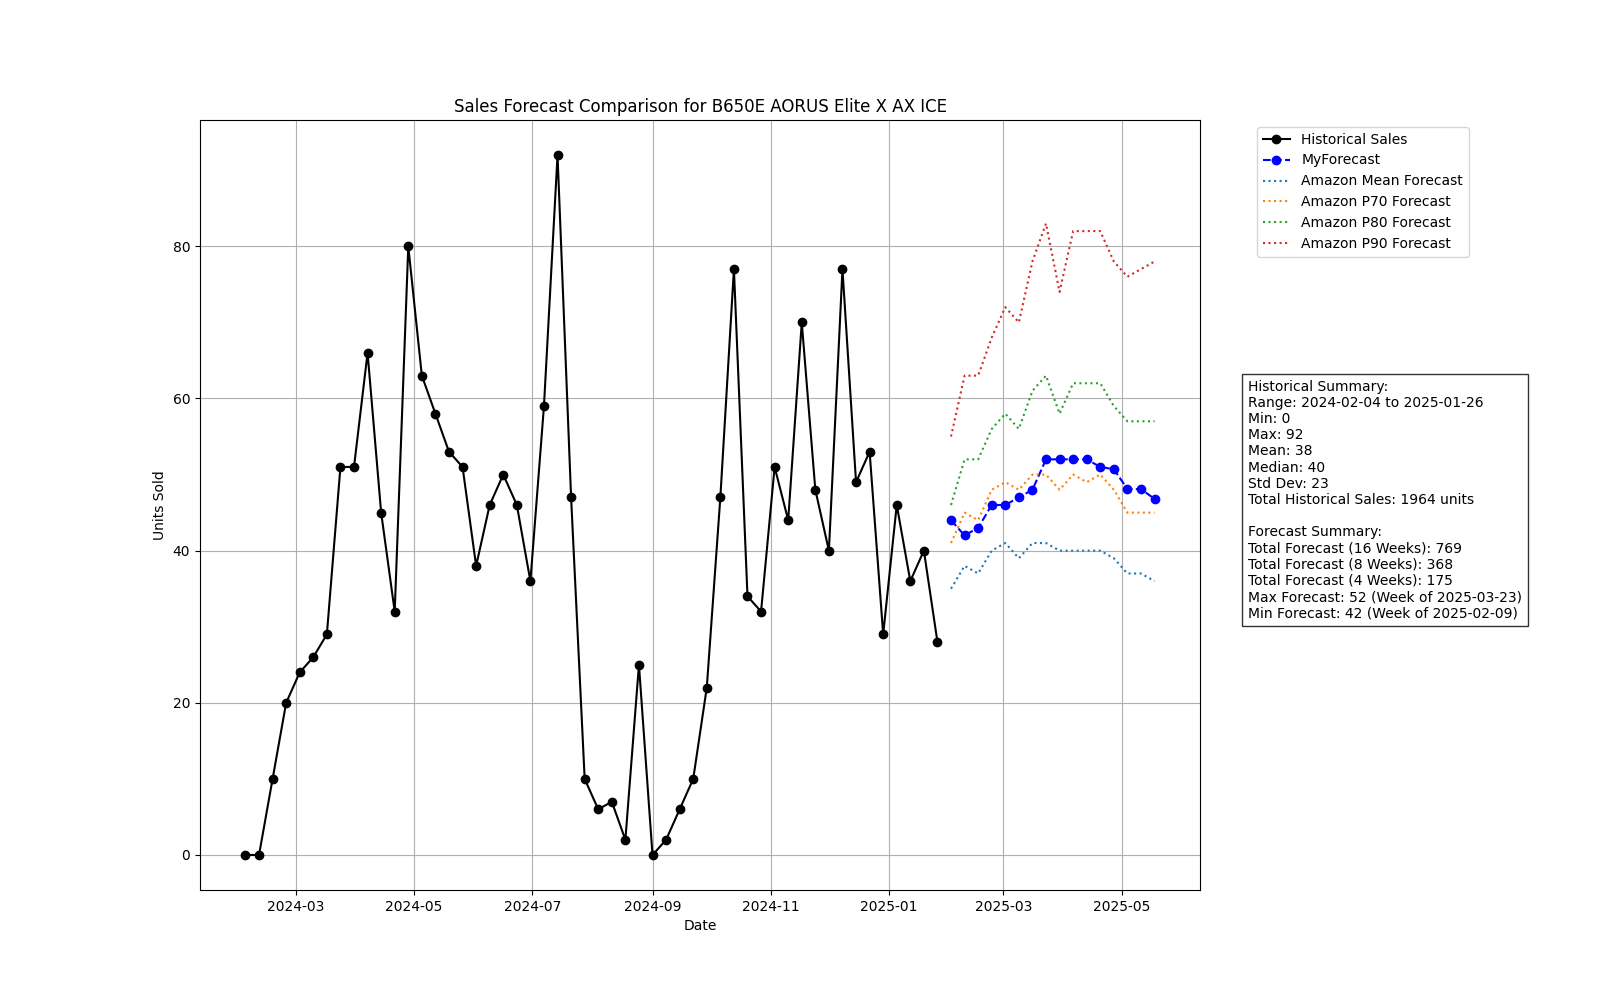 Sales Forecast Comparison for B650E AORUS Elite X AX ICE
Units Sold
80
60
40
20
0
2024-03
2024-05
2024-07
2024-09
2024-11
2025-01
2025-03
2025-05
Date
Historical Sales
MyForecast
Amazon Mean Forecast
Amazon P70 Forecast
Amazon P80 Forecast
Amazon P90 Forecast
Historical Summary:
Range: 2024-02-04 to 2025-01-26
Min: 0
Max: 92
Mean: 38
Median: 40
Std Dev: 23
Total Historical Sales: 1964 units
Forecast Summary:
Total Forecast (16 Weeks): 769
Total Forecast (8 Weeks): 368
Total Forecast (4 Weeks): 175
Max Forecast: 52 (Week of 2025-03-23)
Min Forecast: 42 (Week of 2025-02-09)